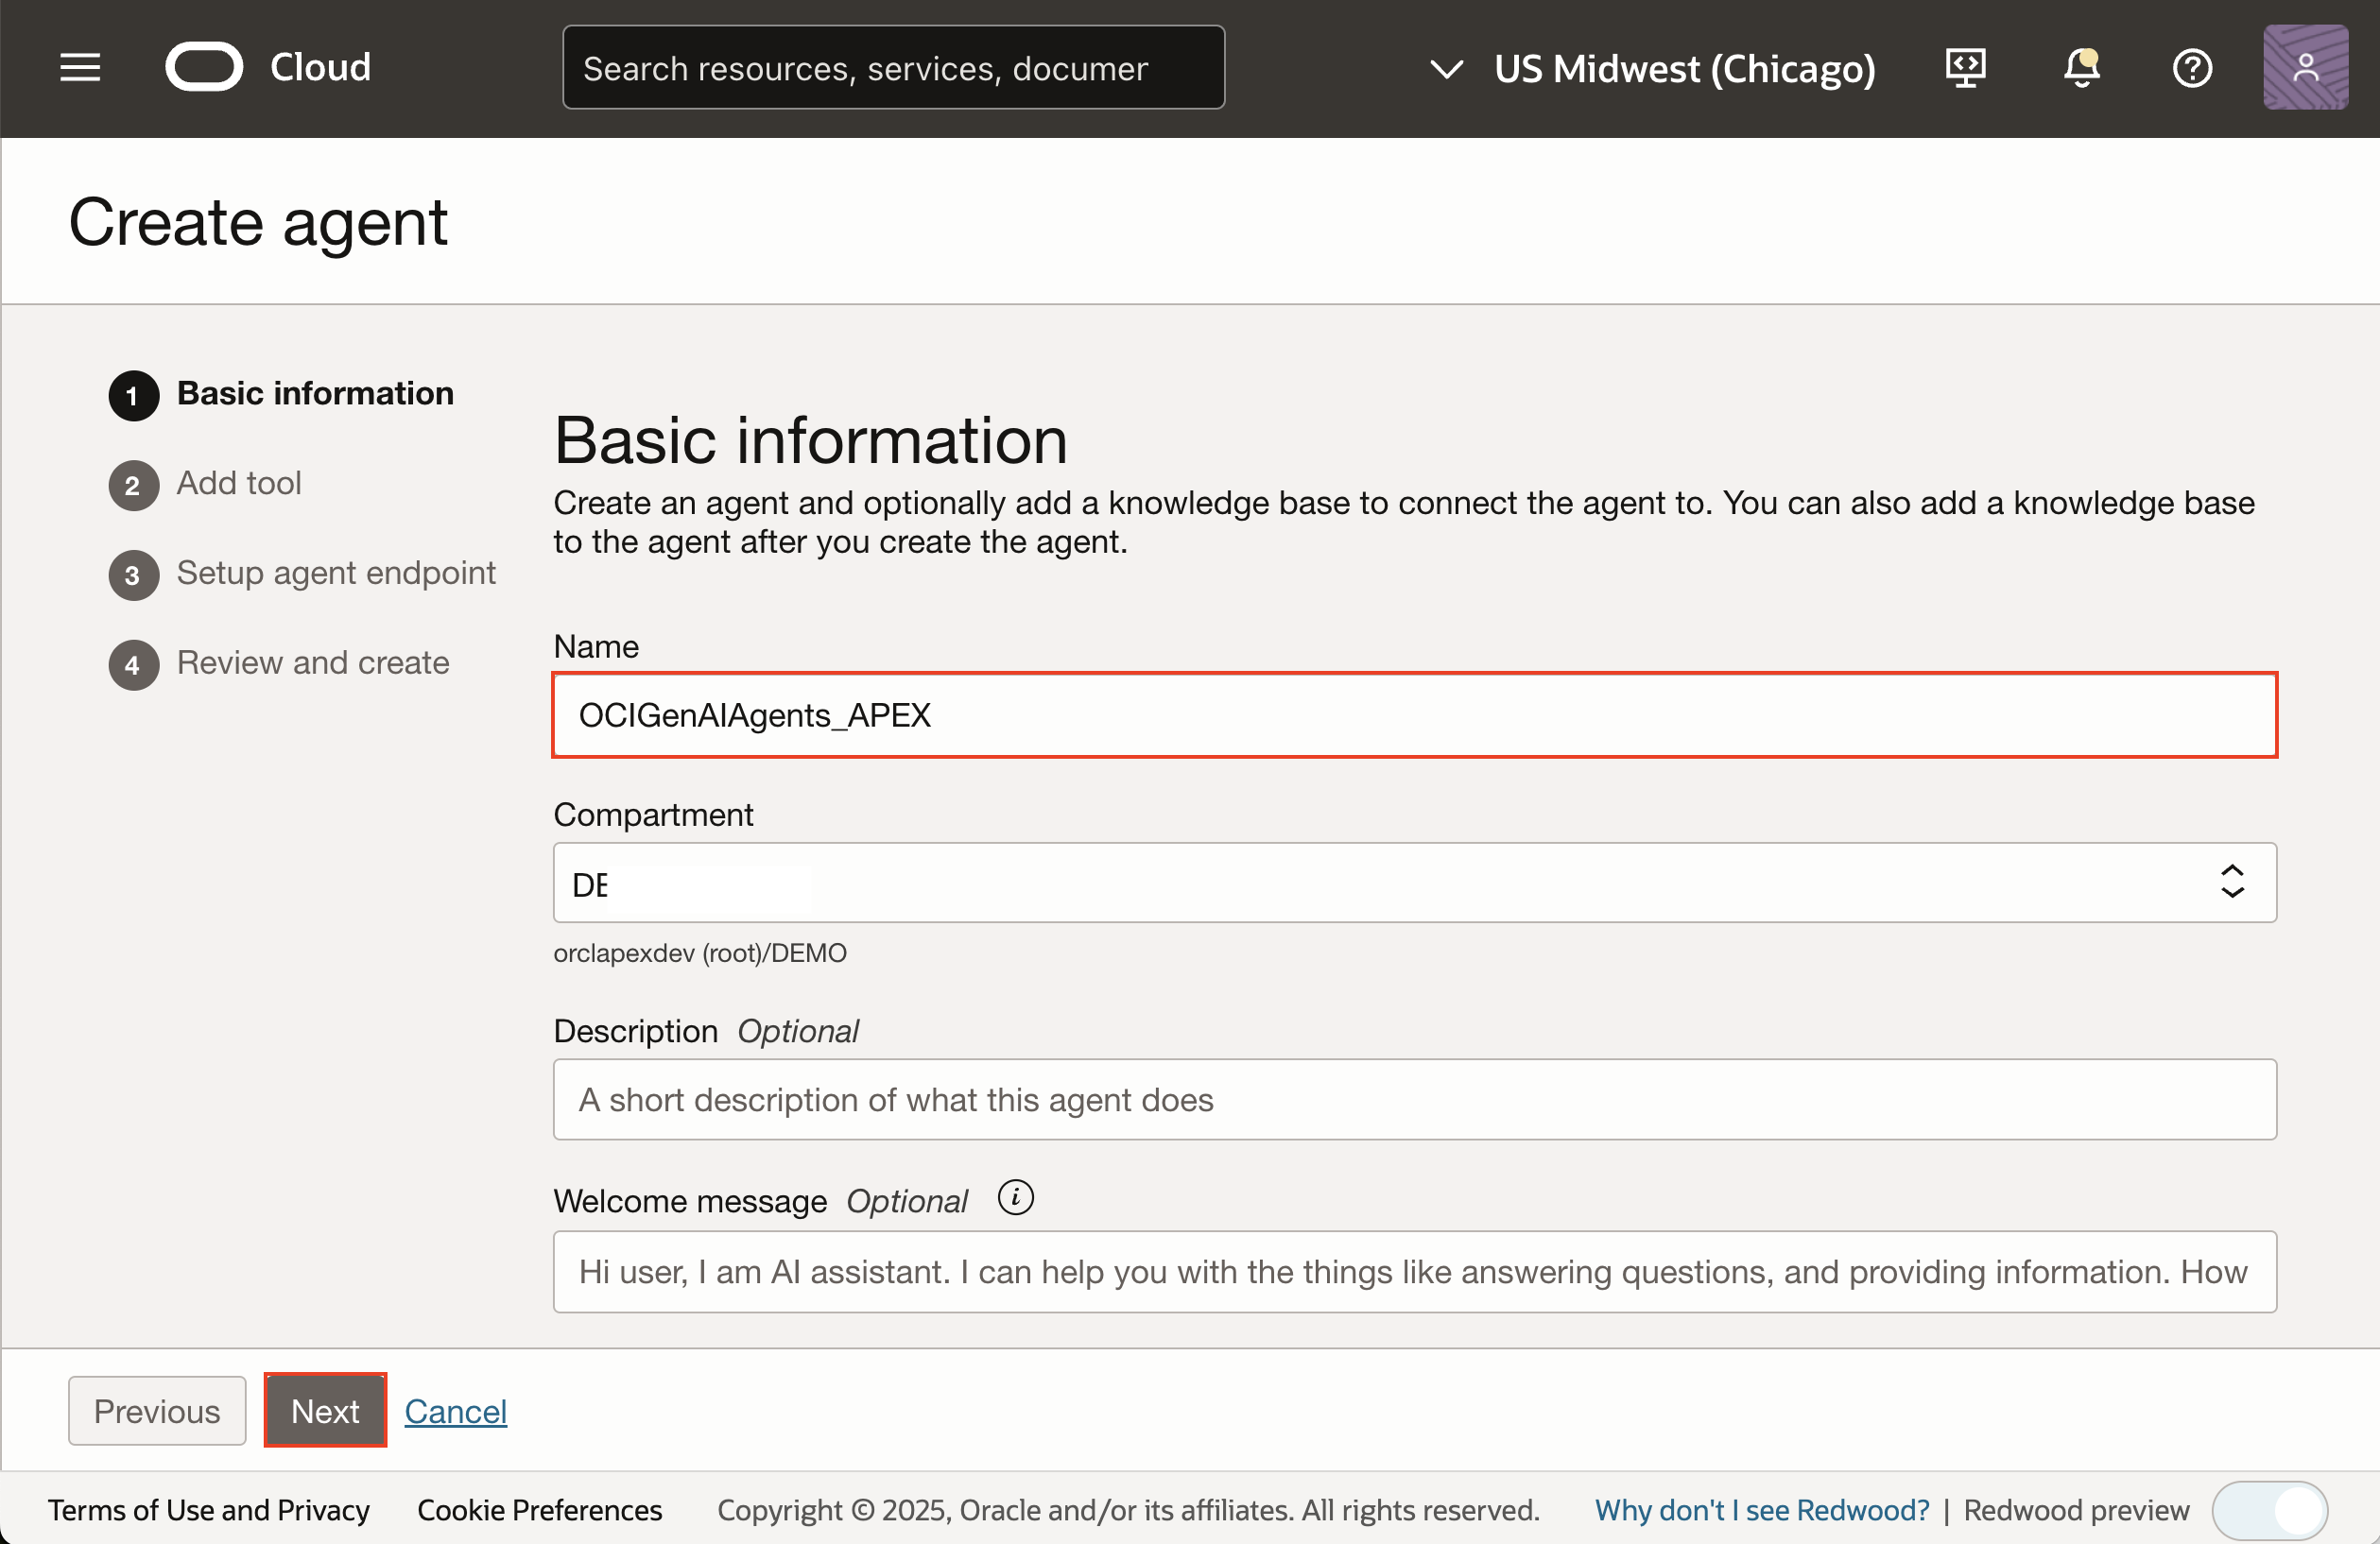 Cloud
Search resources, services, documer
US Midwest (Chicago)
Create agent
1 Basic information
2 Add tool
3 Setup agent endpoint
4 Review and create
Basic information
Create an agent and optionally add a knowledge base to connect the agent to. You can also add a knowledge base
to the agent after you create the agent.
Name
OCIGenAIAgents_APEX
Compartment
DE
orclapexdev (root)/DEMO
Description Optional
A short description of what this agent does
Welcome message Optional
Hi user, I am AI assistant. I can help you with the things like answering questions, and providing information. How
Previous
Next
Cancel
Terms of Use and Privacy
Cookie Preferences
Copyright © 2025, Oracle and/or its affiliates. All rights reserved.
Why don't I see Redwood? | Redwood preview